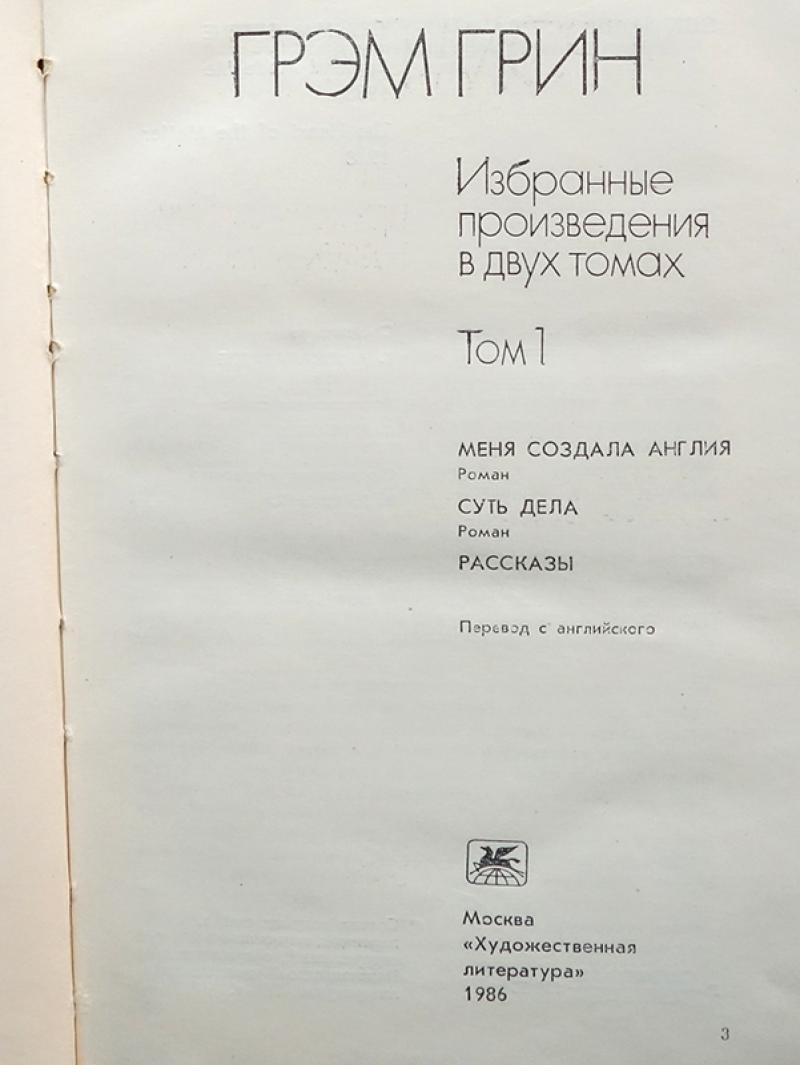 ГРЭМ ГРИН
Избранные
произведения
в двух томах
Том 1
МЕНЯ СОЗДАЛА АНГЛИЯ
Роман
СУТЬ ДЕЛА
Роман
РАССКАЗЫ
Перевод с английского
Москва
«Художественная
литература»
1986
3